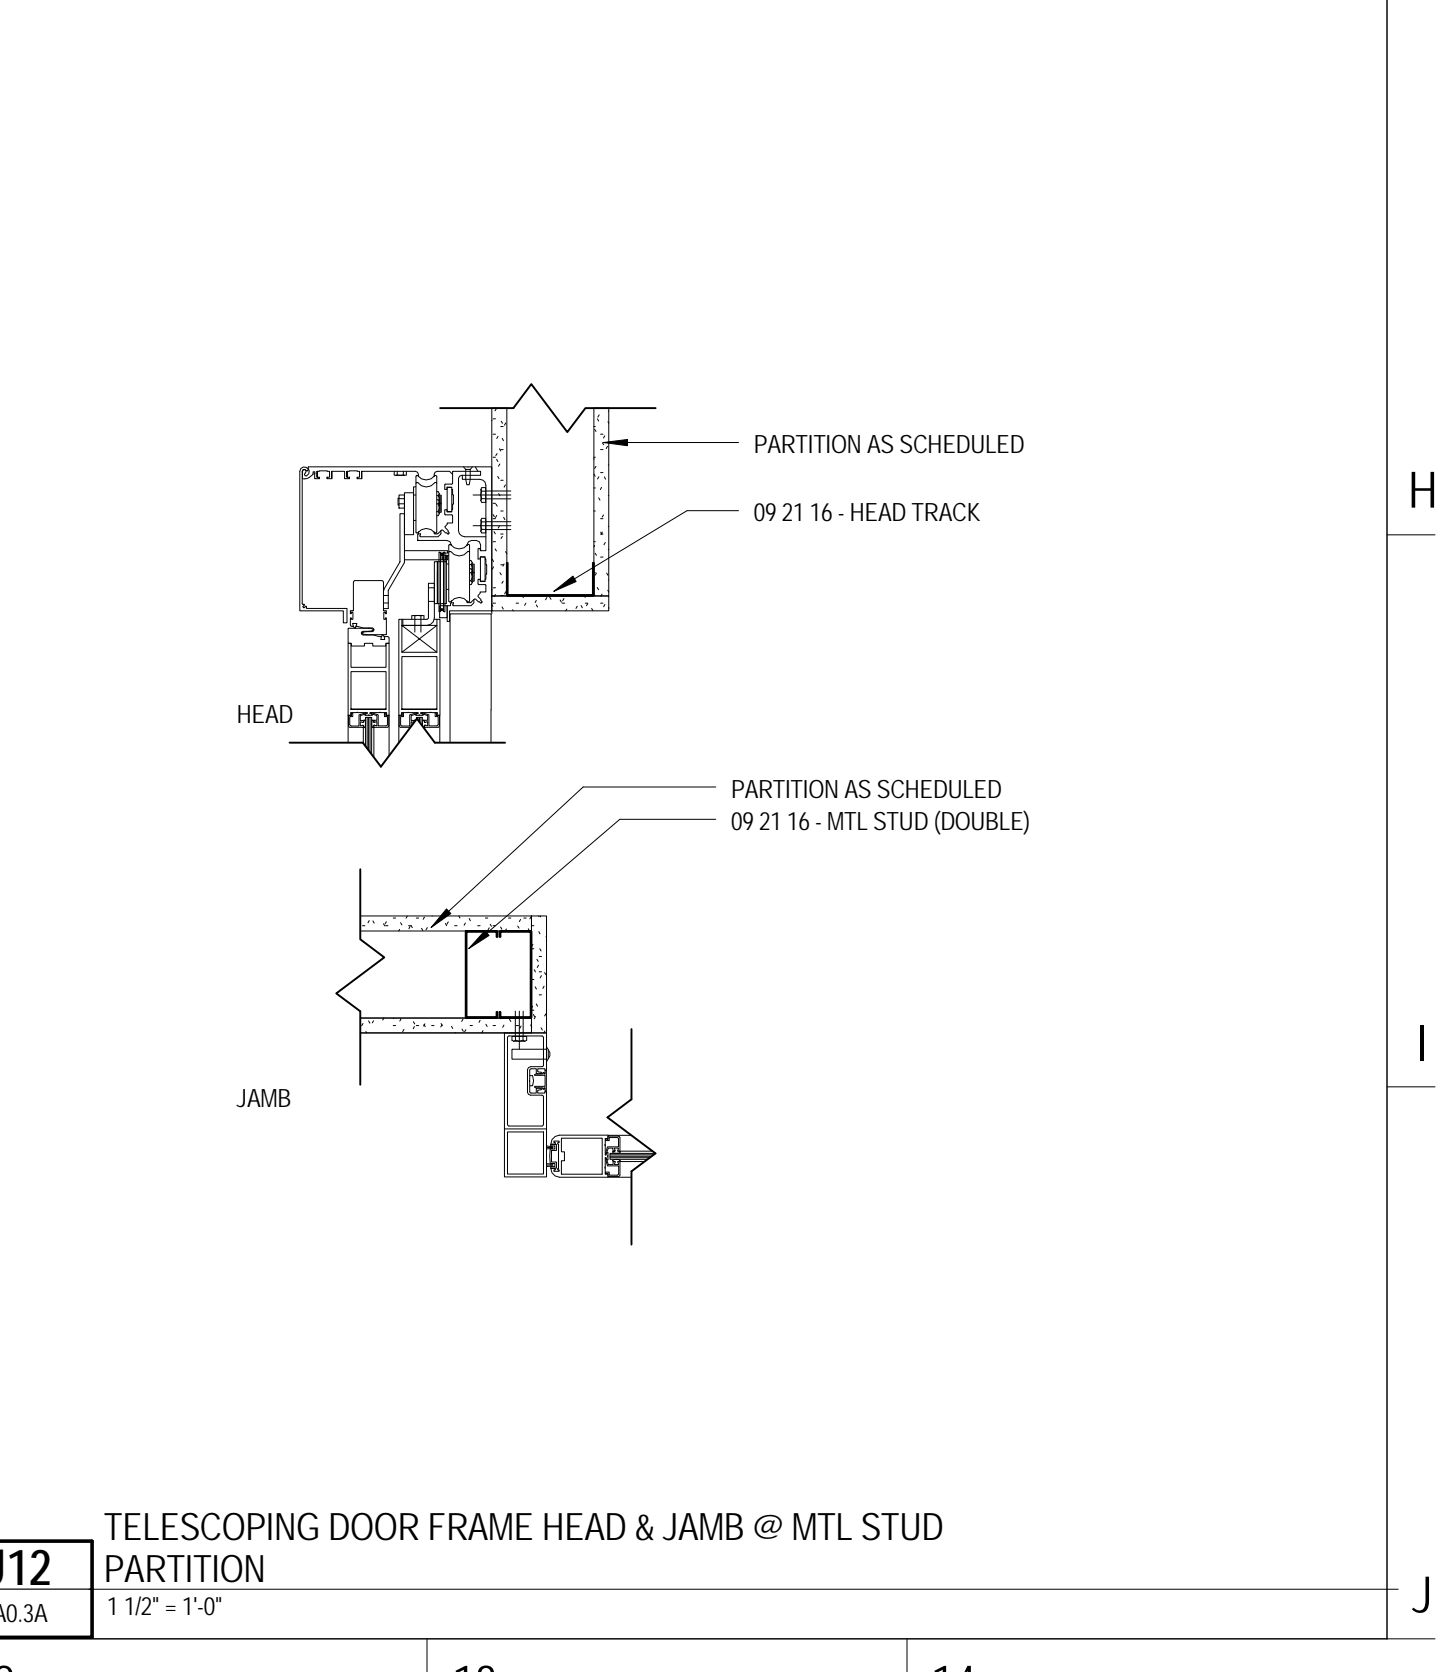 PARTITION AS SCHEDULED
09 21 16 - HEAD TRACK
H
HEAD
PARTITION AS SCHEDULED
09 21 16 - MTL STUD (DOUBLE)
I
JAMB
TELESCOPING DOOR FRAME HEAD & JAMB @ MTL STUD
PARTITION
12
1 1/2" = 1'-0"
A0.3A
J